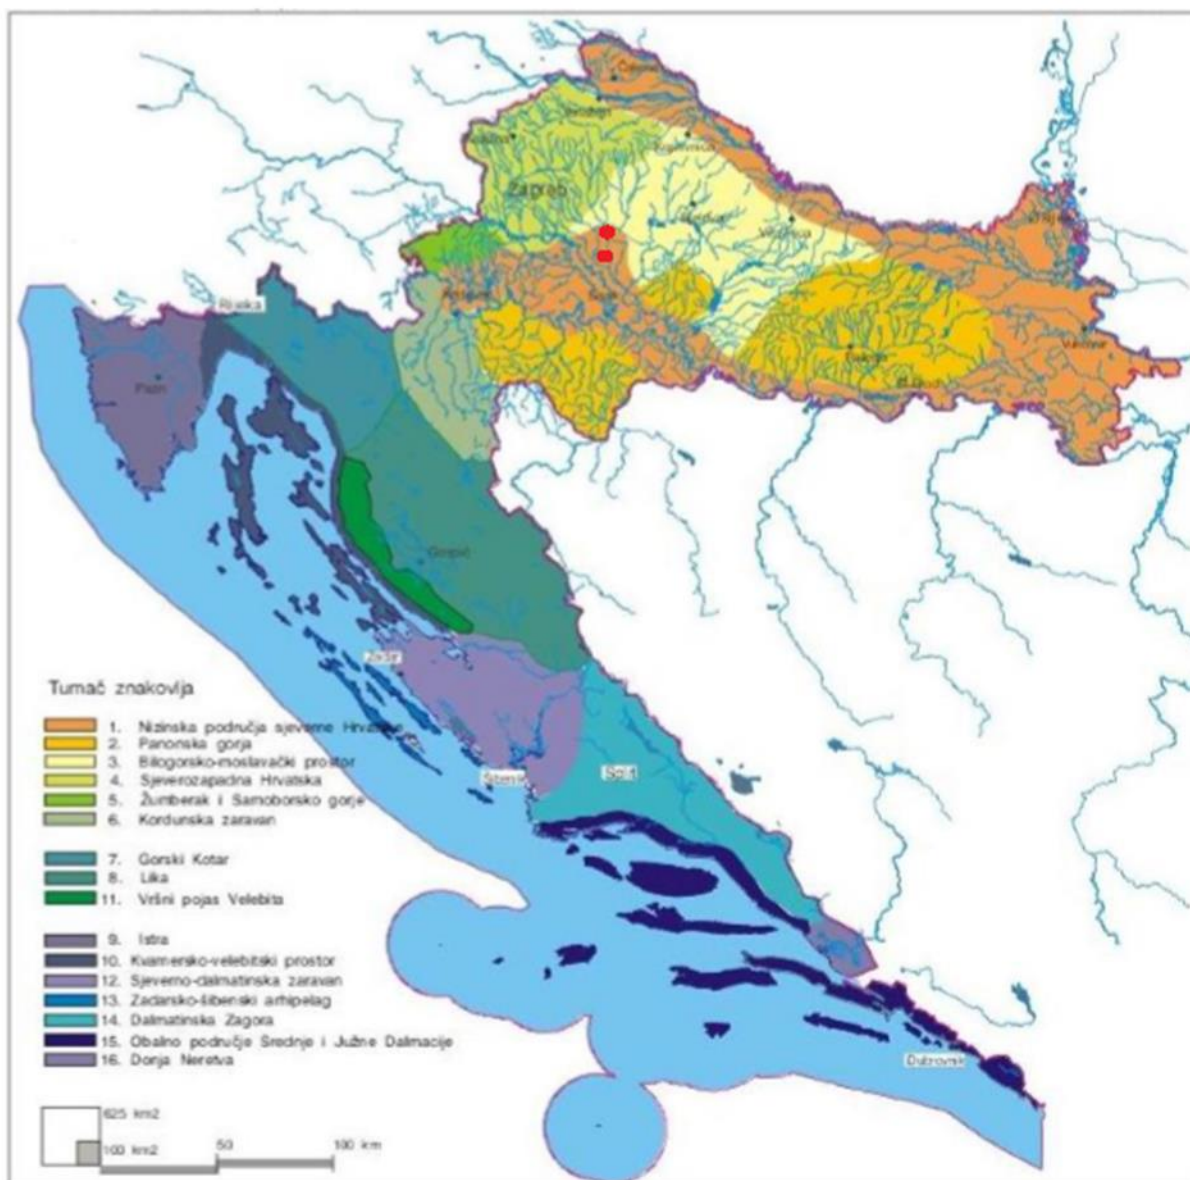 Zagreb
Rijeka
Pazin
Gospić
Zadar
Šibenik
Split
Dubrovnik
Tumač znakovlja
1. Nizinska područja sjeverne Hrvatske
2. Panonska gorja
3. Bilogorsko-moslavački prostor
4. Sjeverozapadna Hrvatska
5. Žumberak i Samoborsko gorje
6. Kordunska zaravan
7. Gorski Kotar
8. Lika
11. Vršni pojas Velebita
9. Istra
10. Kvarnersko-velebitski prostor
12. Sjeverno-dalmatinska zaravan
13. Zadarsko-šibenski arhipelag
14. Dalmatinska Zagora
15. Obalno područje Srednje i Južne Dalmacije
16. Donja Neretva
625 km2
100 km2
50
100 km